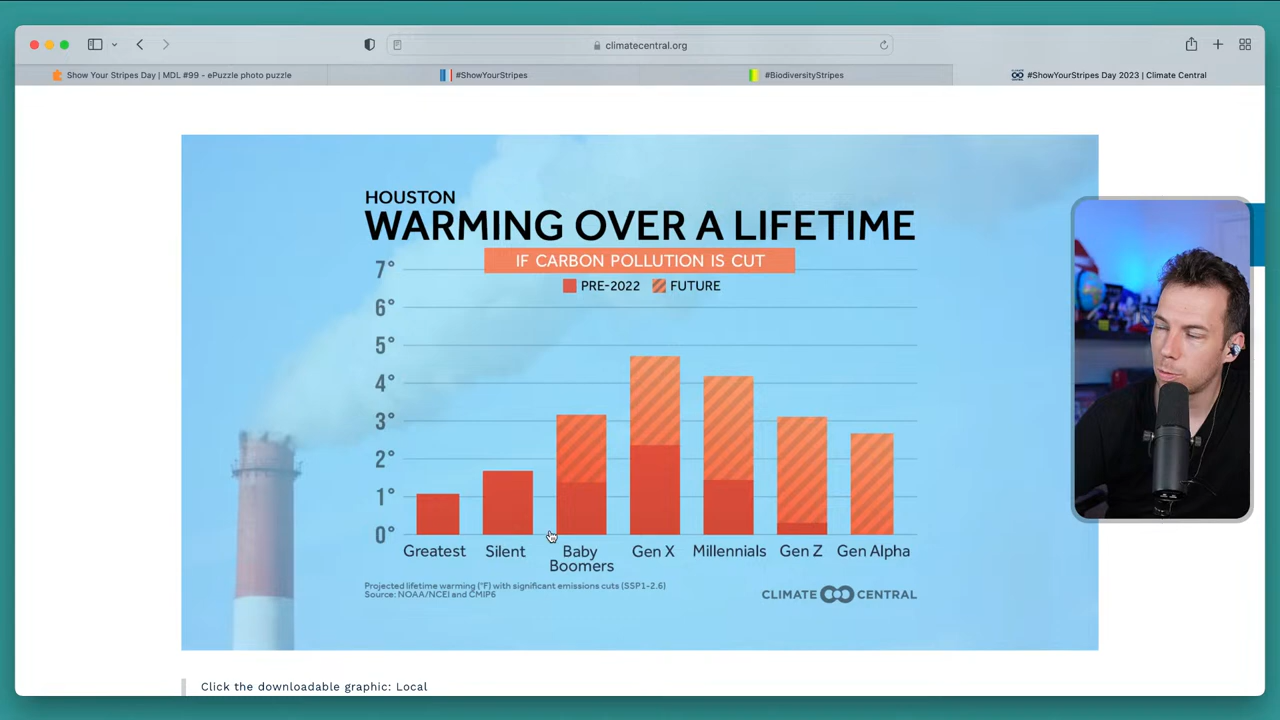 climatecentral.org
Show Your Stripes Day | MDL #99 - ePuzzle photo puzzle
#ShowYourStripes
#BiodiversityStripes
#ShowYourStripes Day 2023 | Climate Central
HOUSTON
WARMING OVER A LIFETIME
IF CARBON POLLUTION IS CUT
PRE-2022 FUTURE
7°
6°
5°
4°
3°
2°
1°
0°
Greatest Silent Baby Boomers Gen X Millennials Gen Z Gen Alpha
Projected lifetime warming (°F) with significant emissions cuts (SSP1-2.6)
Source: NOAA/NCEI and CMIP6
CLIMATE CENTRAL
Click the downloadable graphic: Local